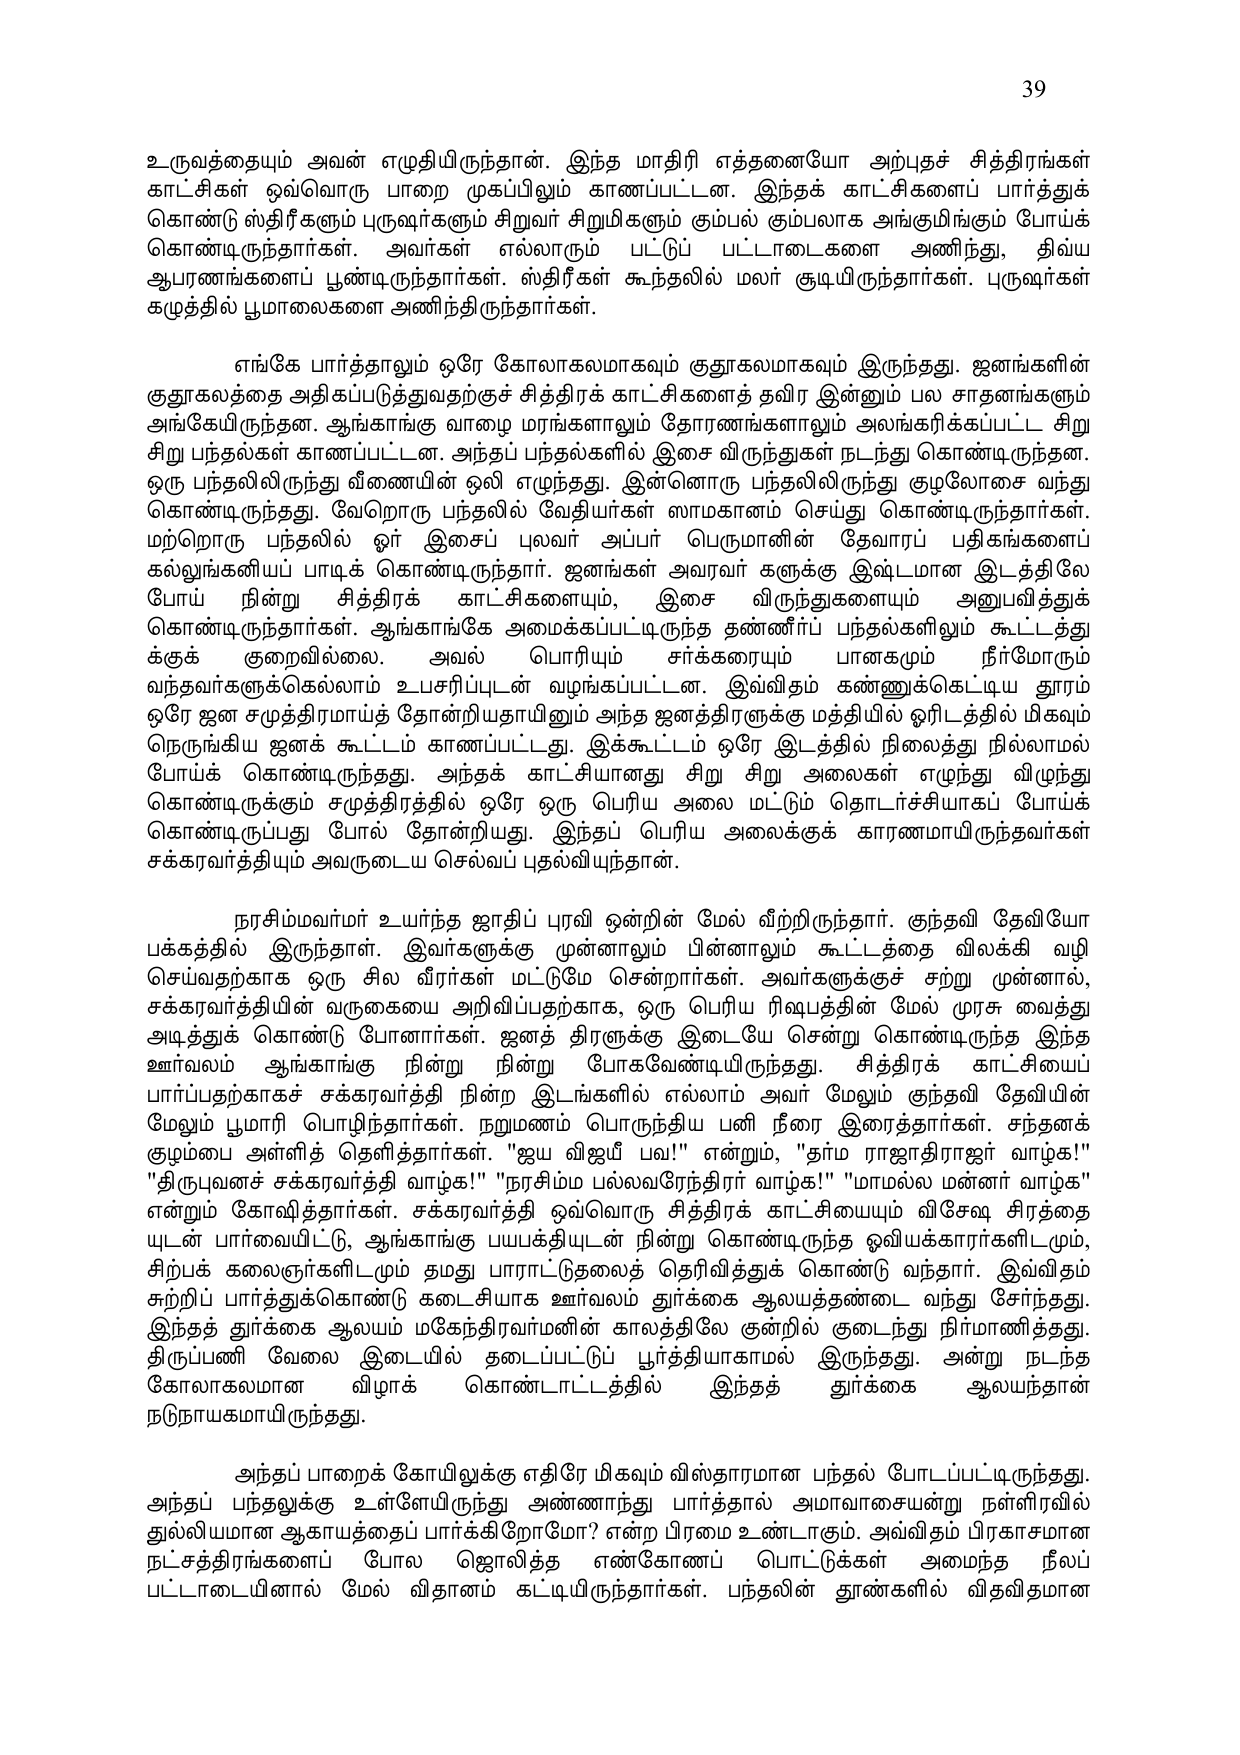 39
உருவத்தையும் அவன் எழுதியிருந்தான். இந்த மாதிரி எத்தனையோ அற்புதச் சித்திரங்கள்
காட்சிகள் ஒவ்வொரு பாறை முகப்பிலும் காணப்பட்டன. இந்தக் காட்சிகளைப் பார்த்துக்
கொண்டு ஸ்திரீகளும் புருஷர்களும் சிறுவர் சிறுமிகளும் கும்பல் கும்பலாக அங்குமிங்கும் போய்க்
கொண்டிருந்தார்கள். அவர்கள் எல்லாரும் பட்டுப் பட்டாடைகளை அணிந்து, திவ்ய
ஆபரணங்களைப் பூண்டிருந்தார்கள். ஸ்திரீகள் கூந்தலில் மலர் சூடியிருந்தார்கள். புருஷர்கள்
கழுத்தில் பூமாலைகளை அணிந்திருந்தார்கள்.
எங்கே பார்த்தாலும் ஒரே கோலாகலமாகவும் குதூகலமாகவும் இருந்தது. ஜனங்களின்
குதூகலத்தை அதிகப்படுத்துவதற்குச் சித்திரக் காட்சிகளைத் தவிர இன்னும் பல சாதனங்களும்
அங்கேயிருந்தன. ஆங்காங்கு வாழை மரங்களாலும் தோரணங்களாலும் அலங்கரிக்கப்பட்ட சிறு
சிறு பந்தல்கள் காணப்பட்டன. அந்தப் பந்தல்களில் இசை விருந்துகள் நடந்து கொண்டிருந்தன.
ஒரு பந்தலிலிருந்து வீணையின் ஒலி எழுந்தது. இன்னொரு பந்தலிலிருந்து குழலோசை வந்து
கொண்டிருந்தது. வேறொரு பந்தலில் வேதியர்கள் ஸாமகானம் செய்து கொண்டிருந்தார்கள்.
மற்றொரு பந்தலில் ஓர் இசைப் புலவர் அப்பர் பெருமானின் தேவாரப் பதிகங்களைப்
கல்லுங்கனியப் பாடிக் கொண்டிருந்தார். ஜனங்கள் அவரவர் களுக்கு இஷ்டமான இடத்திலே
போய் நின்று சித்திரக் காட்சிகளையும், இசை விருந்துகளையும் அனுபவித்துக்
கொண்டிருந்தார்கள். ஆங்காங்கே அமைக்கப்பட்டிருந்த தண்ணீர்ப் பந்தல்களிலும் கூட்டத்து
க்குக் குறைவில்லை. அவல் பொரியும் சர்க்கரையும் பானகமும் நீர்மோரும்
வந்தவர்களுக்கெல்லாம் உபசரிப்புடன் வழங்கப்பட்டன. இவ்விதம் கண்ணுக்கெட்டிய தூரம்
ஒரே ஜன சமுத்திரமாய்த் தோன்றியதாயினும் அந்த ஜனத்திரளுக்கு மத்தியில் ஓரிடத்தில் மிகவும்
நெருங்கிய ஜனக் கூட்டம் காணப்பட்டது. இக்கூட்டம் ஒரே இடத்தில் நிலைத்து நில்லாமல்
போய்க் கொண்டிருந்தது. அந்தக் காட்சியானது சிறு சிறு அலைகள் எழுந்து விழுந்து
கொண்டிருக்கும் சமுத்திரத்தில் ஒரே ஒரு பெரிய அலை மட்டும் தொடர்ச்சியாகப் போய்க்
கொண்டிருப்பது போல் தோன்றியது. இந்தப் பெரிய அலைக்குக் காரணமாயிருந்தவர்கள்
சக்கரவர்த்தியும் அவருடைய செல்வப் புதல்வியுந்தான்.
நரசிம்மவர்மர் உயர்ந்த ஜாதிப் புரவி ஒன்றின் மேல் வீற்றிருந்தார். குந்தவி தேவியோ
பக்கத்தில் இருந்தாள். இவர்களுக்கு முன்னாலும் பின்னாலும் கூட்டத்தை விலக்கி வழி
செய்வதற்காக ஒரு சில வீரர்கள் மட்டுமே சென்றார்கள். அவர்களுக்குச் சற்று முன்னால்,
சக்கரவர்த்தியின் வருகையை அறிவிப்பதற்காக, ஒரு பெரிய ரிஷபத்தின் மேல் முரசு வைத்து
அடித்துக் கொண்டு போனார்கள். ஜனத் திரளுக்கு இடையே சென்று கொண்டிருந்த இந்த
ஊர்வலம் ஆங்காங்கு நின்று நின்று போகவேண்டியிருந்தது. சித்திரக் காட்சியைப்
பார்ப்பதற்காகச் சக்கரவர்த்தி நின்ற இடங்களில் எல்லாம் அவர் மேலும் குந்தவி தேவியின்
மேலும் பூமாரி பொழிந்தார்கள். நறுமணம் பொருந்திய பனி நீரை இரைத்தார்கள். சந்தனக்
குழம்பை அள்ளித் தெளித்தார்கள். "ஜய விஜயீ பவ!" என்றும், "தர்ம ராஜாதிராஜர் வாழ்க!"
"திருபுவனச் சக்கரவர்த்தி வாழ்க!" "நரசிம்ம பல்லவரேந்திரர் வாழ்க!" "மாமல்ல மன்னர் வாழ்க"
என்றும் கோஷித்தார்கள். சக்கரவர்த்தி ஒவ்வொரு சித்திரக் காட்சியையும் விசேஷ சிரத்தை
யுடன் பார்வையிட்டு, ஆங்காங்கு பயபக்தியுடன் நின்று கொண்டிருந்த ஓவியக்காரர்களிடமும்,
சிற்பக் கலைஞர்களிடமும் தமது பாராட்டுதலைத் தெரிவித்துக் கொண்டு வந்தார். இவ்விதம்
சுற்றிப் பார்த்துக்கொண்டு கடைசியாக ஊர்வலம் துர்க்கை ஆலயத்தண்டை வந்து சேர்ந்தது.
இந்தத் துர்க்கை ஆலயம் மகேந்திரவர்மனின் காலத்திலே குன்றில் குடைந்து நிர்மாணித்தது.
திருப்பணி வேலை இடையில் தடைப்பட்டுப் பூர்த்தியாகாமல் இருந்தது. அன்று நடந்த
கோலாகலமான விழாக் கொண்டாட்டத்தில் இந்தத் துர்க்கை ஆலயந்தான்
நடுநாயகமாயிருந்தது.
அந்தப் பாறைக் கோயிலுக்கு எதிரே மிகவும் விஸ்தாரமான பந்தல் போடப்பட்டிருந்தது.
அந்தப் பந்தலுக்கு உள்ளேயிருந்து அண்ணாந்து பார்த்தால் அமாவாசையன்று நள்ளிரவில்
துல்லியமான ஆகாயத்தைப் பார்க்கிறோமோ? என்ற பிரமை உண்டாகும். அவ்விதம் பிரகாசமான
நட்சத்திரங்களைப் போல ஜொலித்த எண்கோணப் பொட்டுக்கள் அமைந்த நீலப்
பட்டாடையினால் மேல் விதானம் கட்டியிருந்தார்கள். பந்தலின் தூண்களில் விதவிதமான